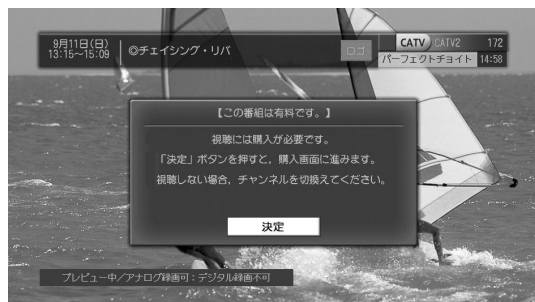 9月11日(日)
13:15～15:09
◎チェイシング・リバ
ロゴ
CATV CATV2 172
パーフェクトチョイト 14:58
【この番組は有料です。】
視聴には購入が必要です。
「決定」ボタンを押すと，購入画面に進みます。
視聴しない場合，チャンネルを切換えてください。
決定
プレビュー中／アナログ録画可：デジタル録画不可